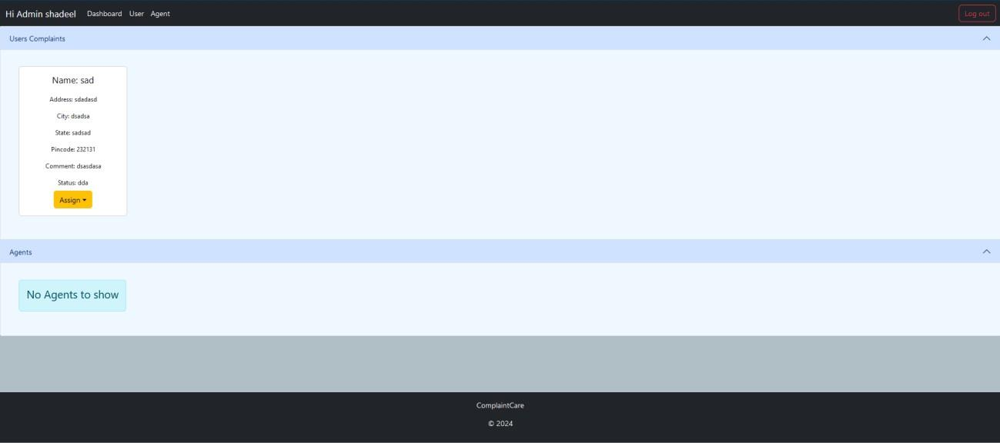 Hi Admin shadeel Dashboard User Agent Log out
Users Complaints
Name: sad
Address: sdadasd
City: dsadsa
State: sadsad
Pincode: 232131
Comment: dsasdasa
Status: dda
Assign
Agents
No Agents to show
ComplaintCare
© 2024